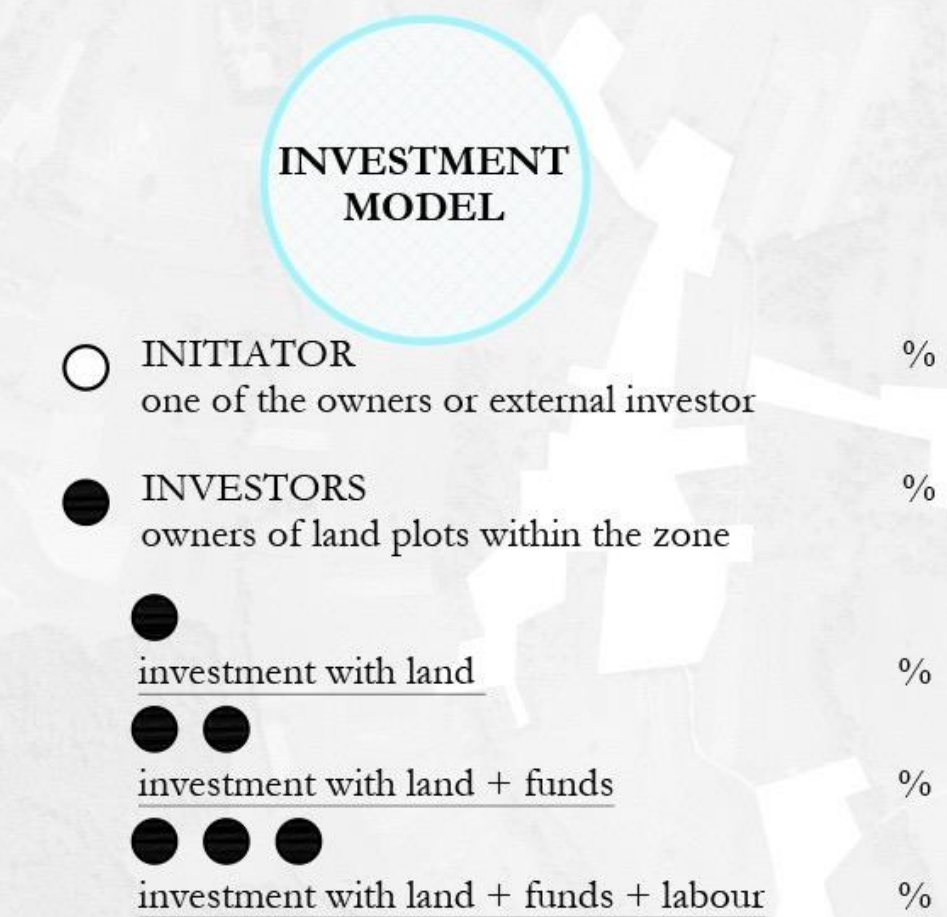 INVESTMENT
MODEL
INITIATOR %
one of the owners or external investor
INVESTORS %
owners of land plots within the zone
investment with land %
investment with land + funds %
investment with land + funds + labour %